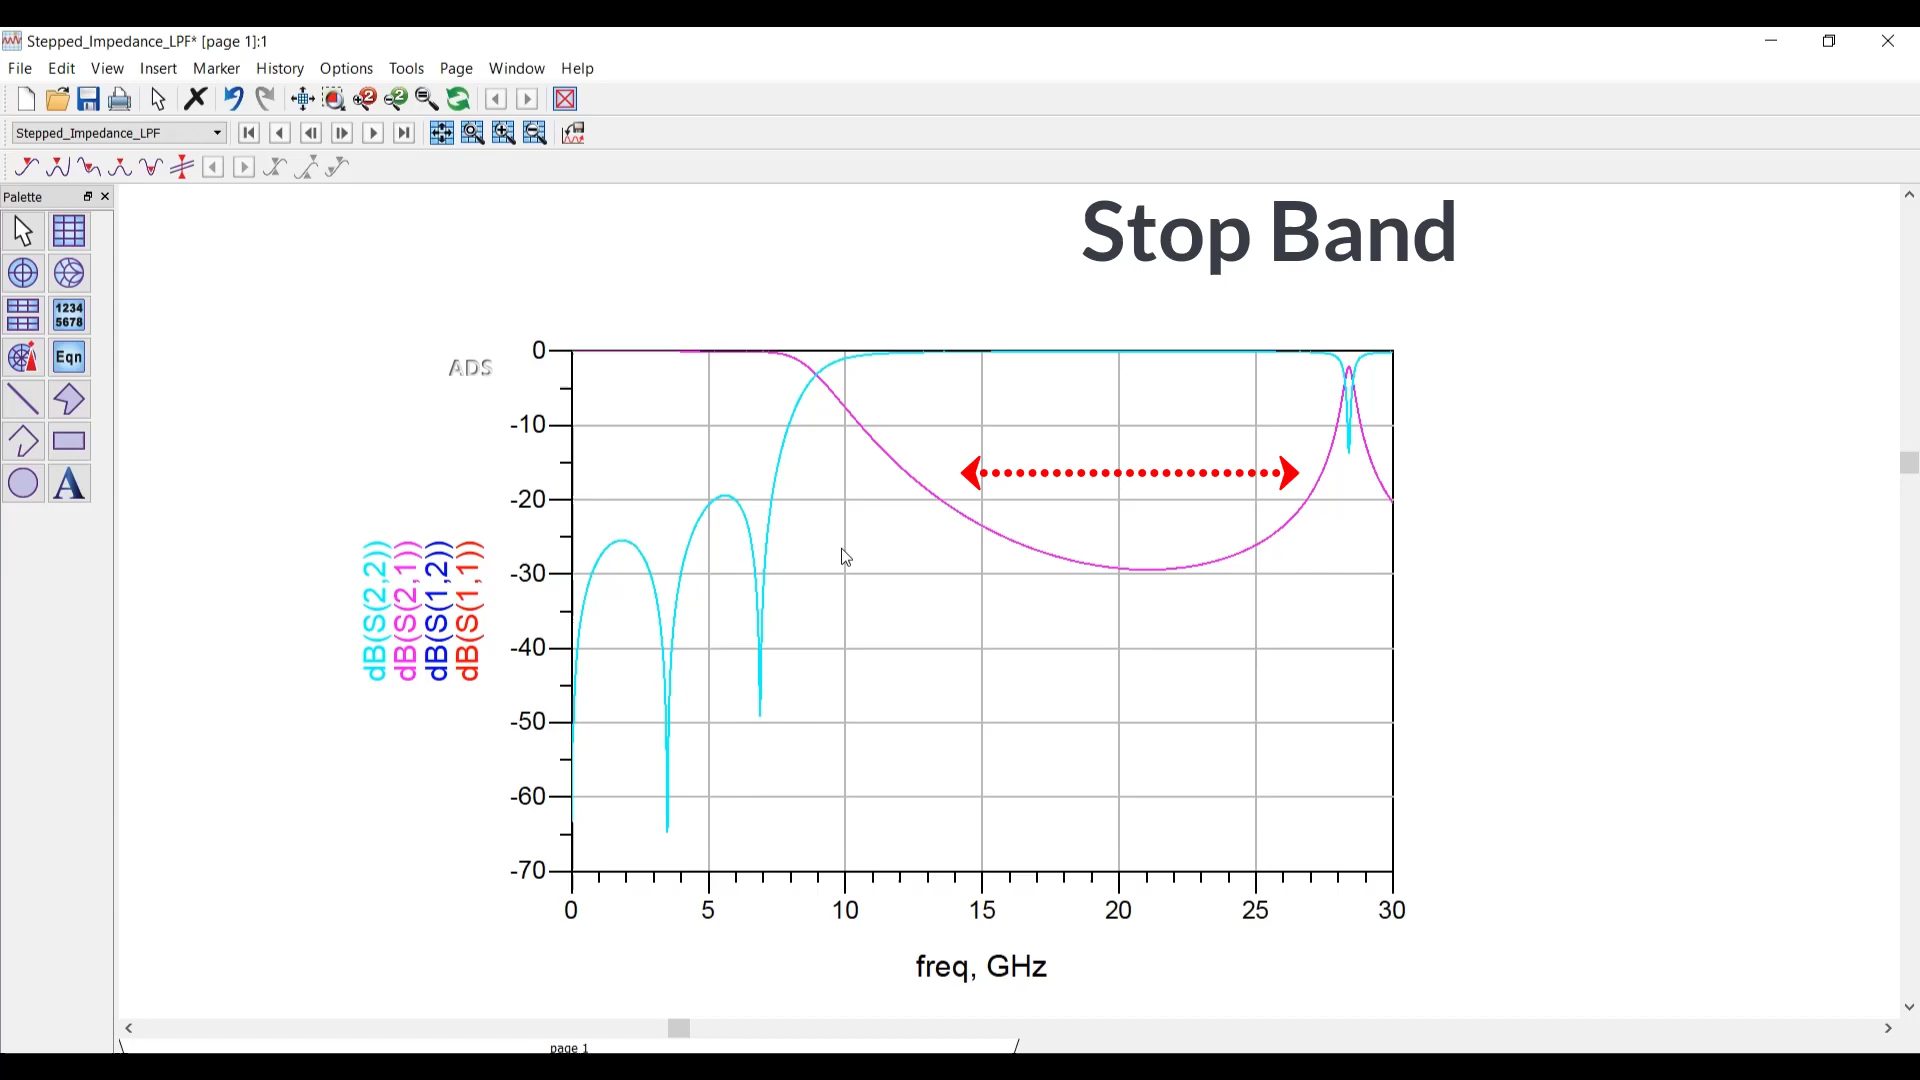 Stepped_Impedance_LPF* [page 1]:1
File Edit View Insert Marker History Options Tools Page Window Help
Stepped_Impedance_LPF
Palette
1234
5678
Eqn
A
Stop Band
ADS
0
-10
-20
-30
-40
-50
-60
-70
dB(S(2,2))
dB(S(2,1))
dB(S(1,2))
dB(S(1,1))
0 5 10 15 20 25 30
freq, GHz
page 1